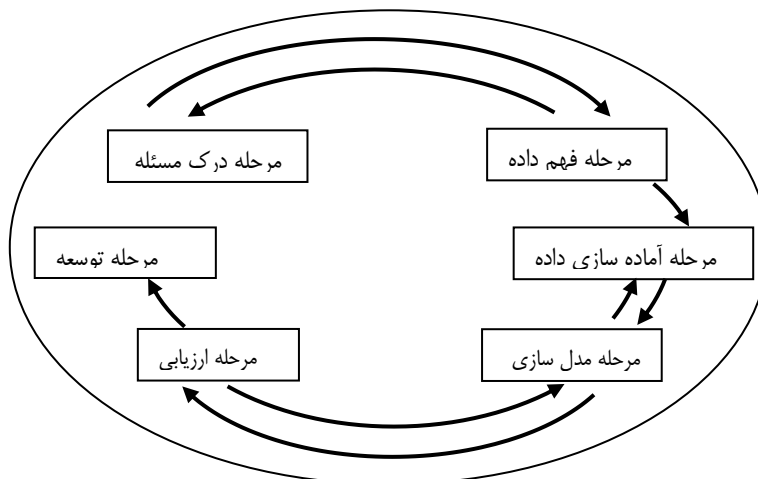 مرحله درک مسئله
مرحله فهم داده
مرحله توسعه
مرحله آماده سازی داده
مرحله ارزیابی
مرحله مدل سازی